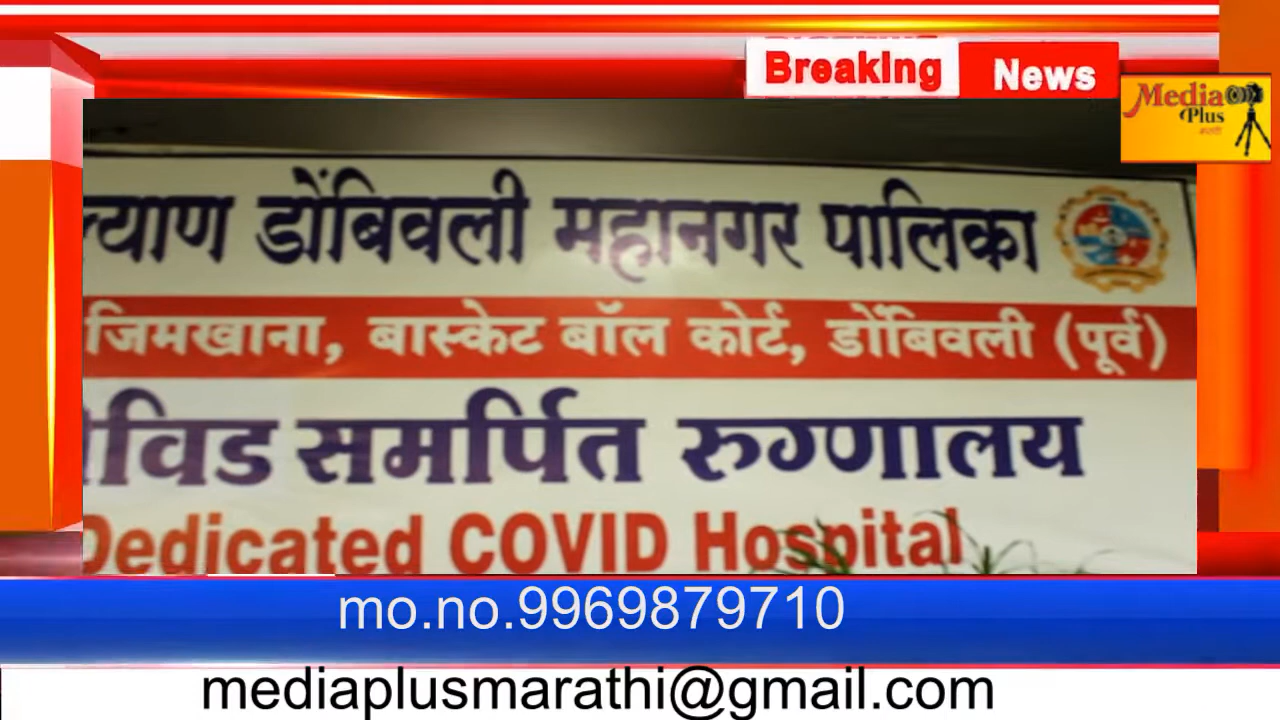 Breaking News
Media
Plus
मराठी
ल्याण डोंबिवली महानगर पालिका
जिमखाना, बास्केट बॉल कोर्ट, डोंबिवली (पूर्व)
विड समर्पित रुग्णालय
Dedicated COVID Hospital
mo.no.9969879710
mediaplusmarathi@gmail.com